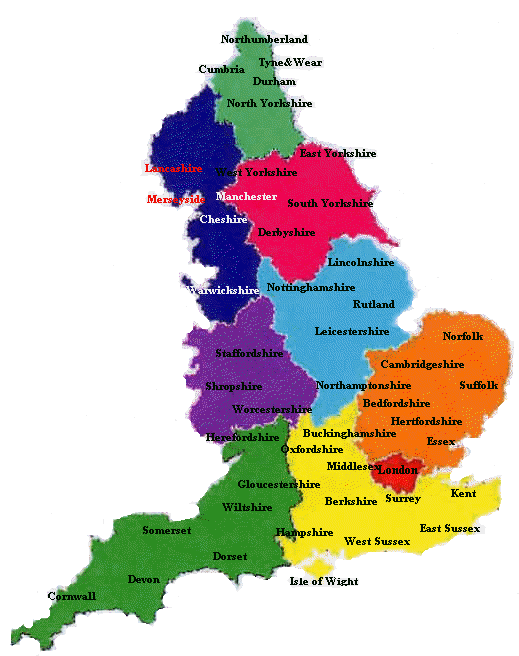 Northumberland
Tyne&Wear
Cumbria
Durham
North Yorkshire
East Yorkshire
Lancashire
West Yorkshire
Merseyside
Manchester
South Yorkshire
Cheshire
Derbyshire
Lincolnshire
Warwickshire
Nottinghamshire
Rutland
Leicestershire
Norfolk
Staffordshire
Cambridgeshire
Shropshire
Northamptonshire
Suffolk
Worcestershire
Bedfordshire
Hertfordshire
Herefordshire
Buckinghamshire
Essex
Oxfordshire
Middlesex
London
Gloucestershire
Berkshire
Surrey
Kent
Wiltshire
Somerset
Hampshire
West Sussex
East Sussex
Dorset
Devon
Isle of Wight
Cornwall